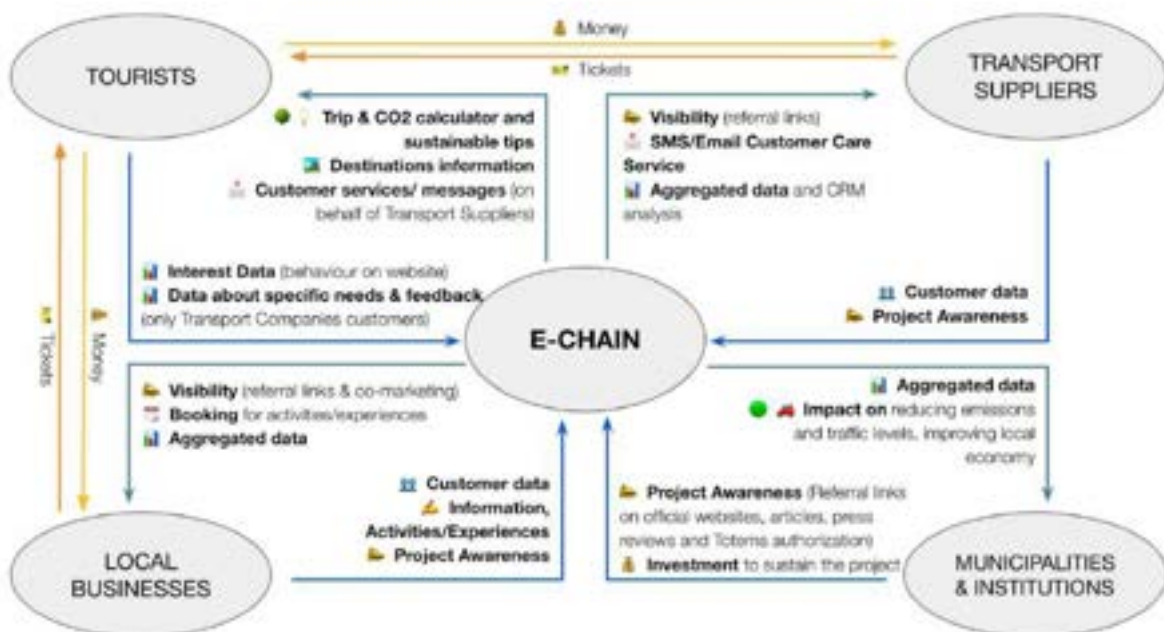 Money
Tickets
TOURISTS
TRANSPORT
SUPPLIERS
Trip & CO2 calculator and
sustainable tips
Destinations information
Customer services/ messages (on
behalf of Transport Suppliers)
Visibility (referral links)
SMS/Email Customer Care
Service
Aggregated data and CRM
analysis
Interest Data (behaviour on website)
Data about specific needs & feedback
(only Transport Companies customers)
Customer data
Project Awareness
E-CHAIN
Tickets
Money
Visibility (referral links & co-marketing)
Booking for activities/experiences
Aggregated data
Aggregated data
Impact on reducing emissions
and traffic levels, improving local
economy
Customer data
Information,
Activities/Experiences
Project Awareness
Project Awareness (Referral links
on official websites, articles, press
reviews and Totems authorization)
Investment to sustain the project
LOCAL
BUSINESSES
MUNICIPALITIES
& INSTITUTIONS